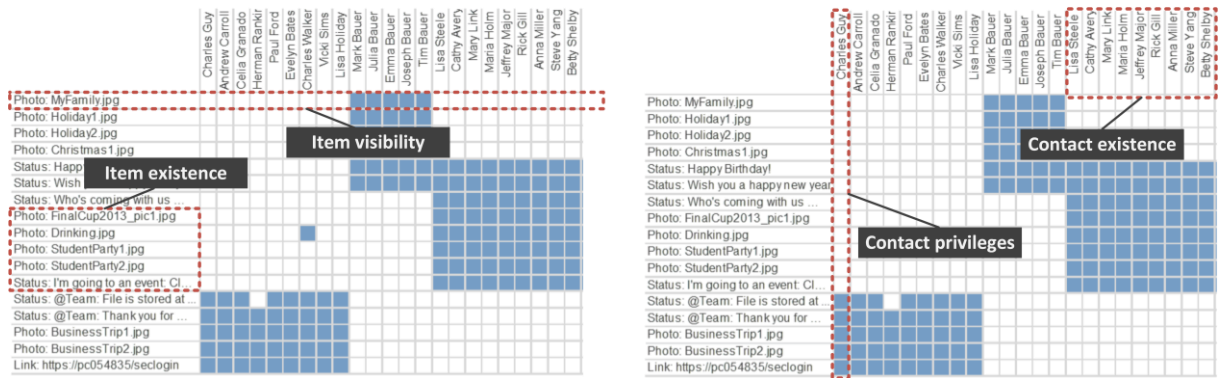 Charles Guy
Andrew Carroll
Celia Granado
Herman Rankir
Paul Ford
Evelyn Bates
Charles Walker
Vicki Sims
Lisa Holiday
Mark Bauer
Julia Bauer
Emma Bauer
Joseph Bauer
Tim Bauer
Lisa Steele
Cathy Avery
Mary Link
Maria Holm
Jeffrey Major
Rick Gill
Anna Miller
Steve Yang
Betty Shelby
Photo: MyFamily.jpg
Photo: Holiday1.jpg
Photo: Holiday2.jpg
Item visibility
Photo: Christmas1.jpg
Status: Happy
Item existence
Status: Wish
Status: Who's coming with us ...
Photo: FinalCup2013_pic1.jpg
Photo: Drinking.jpg
Photo: StudentParty1.jpg
Photo: StudentParty2.jpg
Status: I'm going to an event: Cl...
Status: @Team: File is stored at ...
Status: @Team: Thank you for ...
Photo: BusinessTrip1.jpg
Photo: BusinessTrip2.jpg
Link: https://pc054835/seclogin
Charles Guy
Andrew Carroll
Celia Granado
Herman Rankir
Paul Ford
Evelyn Bates
Charles Walker
Vicki Sims
Lisa Holiday
Mark Bauer
Julia Bauer
Emma Bauer
Joseph Bauer
Tim Bauer
Lisa Steele
Cathy Avery
Mary Link
Maria Holm
Jeffrey Major
Rick Gill
Anna Miller
Steve Yang
Betty Shelby
Photo: MyFamily.jpg
Photo: Holiday1.jpg
Photo: Holiday2.jpg
Contact existence
Photo: Christmas1.jpg
Status: Happy Birthday!
Status: Wish you a happy new year
Status: Who's coming with us ...
Photo: FinalCup2013_pic1.jpg
Photo: Drinking.jpg
Contact privileges
Photo: StudentParty1.jpg
Photo: StudentParty2.jpg
Status: I'm going to an event: Cl...
Status: @Team: File is stored at ...
Status: @Team: Thank you for ...
Photo: BusinessTrip1.jpg
Photo: BusinessTrip2.jpg
Link: https://pc054835/seclogin